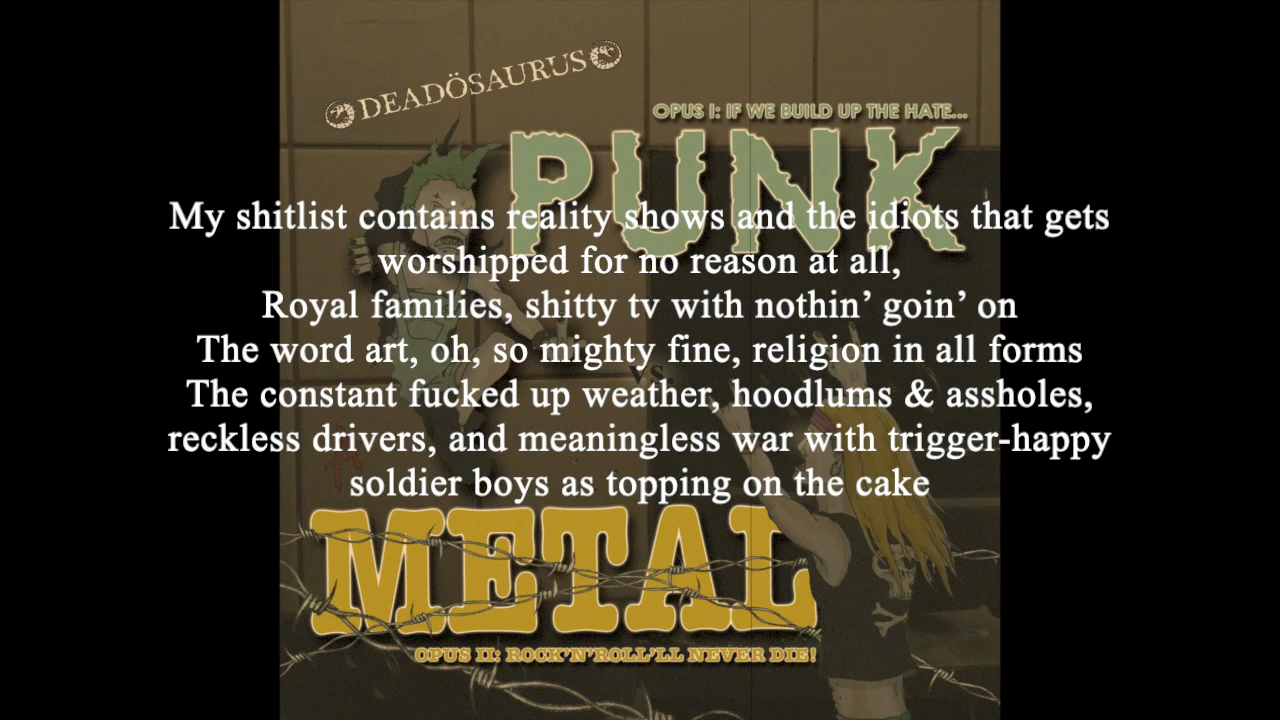 DEADÖSAURUS
OPUS I: IF WE BUILD UP THE HATE...
PUNK
My shitlist contains reality shows and the idiots that gets
worshipped for no reason at all,
Royal families, shitty tv with nothin’ goin’ on
The word art, oh, so mighty fine, religion in all forms
The constant fucked up weather, hoodlums & assholes,
reckless drivers, and meaningless war with trigger-happy
soldier boys as topping on the cake
METAL
OPUS II: ROCK'N'ROLL'LL NEVER DIE!